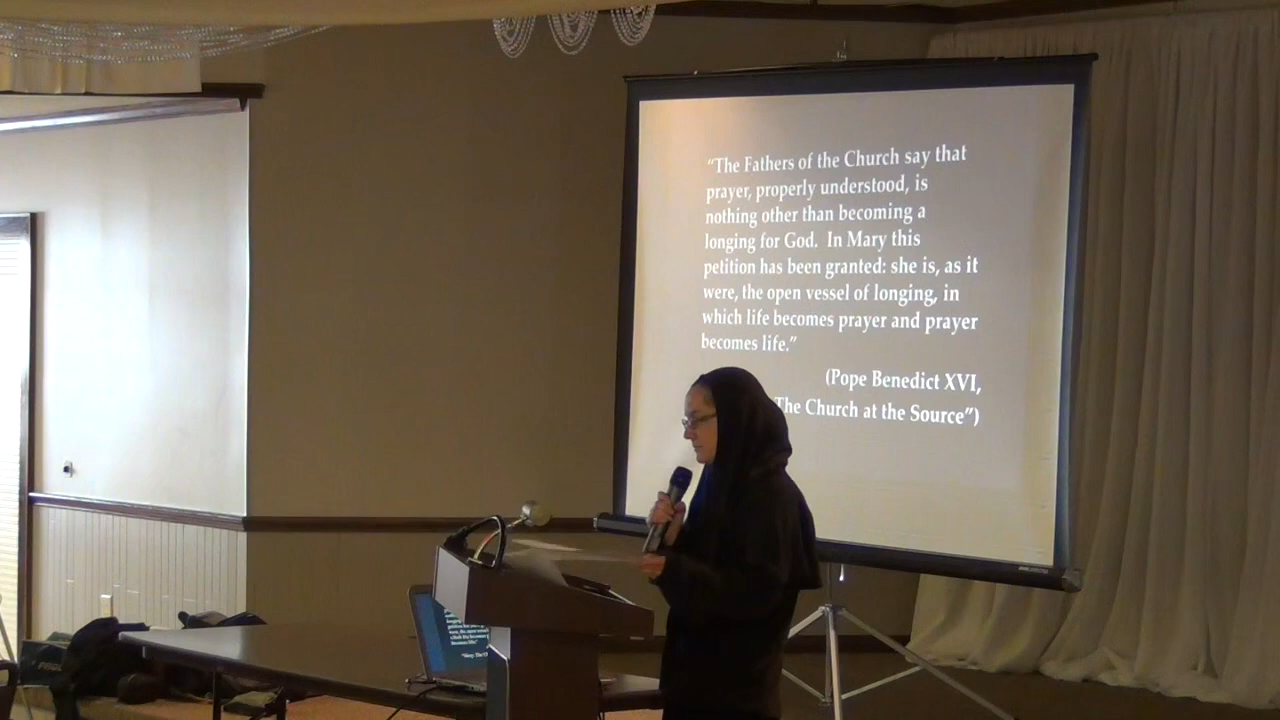 “The Fathers of the Church say that
prayer, properly understood, is
nothing other than becoming a
longing for God. In Mary this
petition has been granted: she is, as it
were, the open vessel of longing, in
which life becomes prayer and prayer
becomes life.”
(Pope Benedict XVI,
The Church at the Source”)